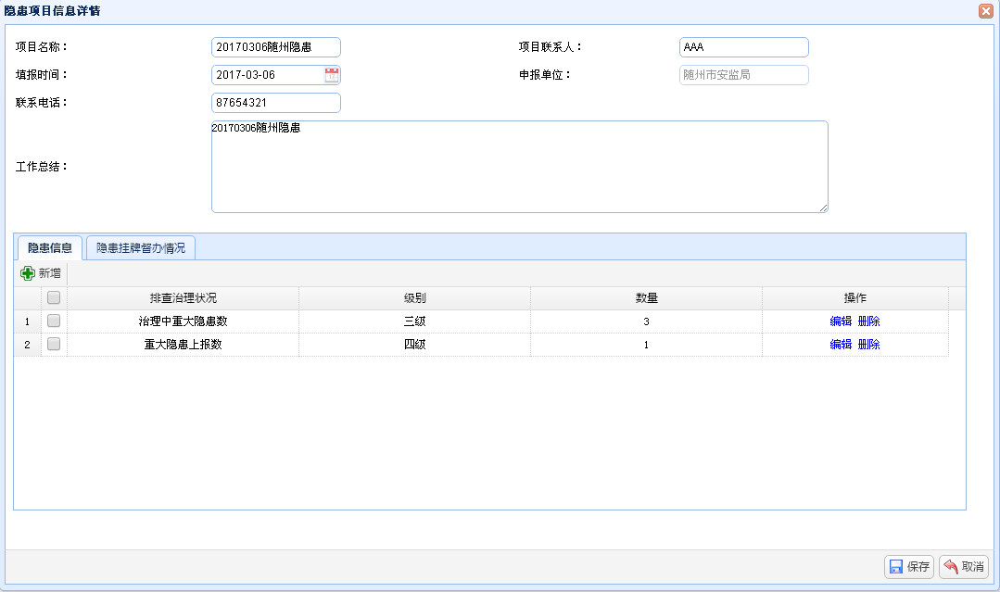 隐患项目信息详情
项目名称： 20170306随州隐患 项目联系人： AAA
填报时间： 2017-03-06 申报单位： 随州市安监局
联系电话： 87654321
工作总结： 20170306随州隐患
隐患信息 隐患挂牌督办情况
新增
排查治理状况 级别 数量 操作
1 治理中重大隐患数 三级 3 编辑 删除
2 重大隐患上报数 四级 1 编辑 删除
保存 取消